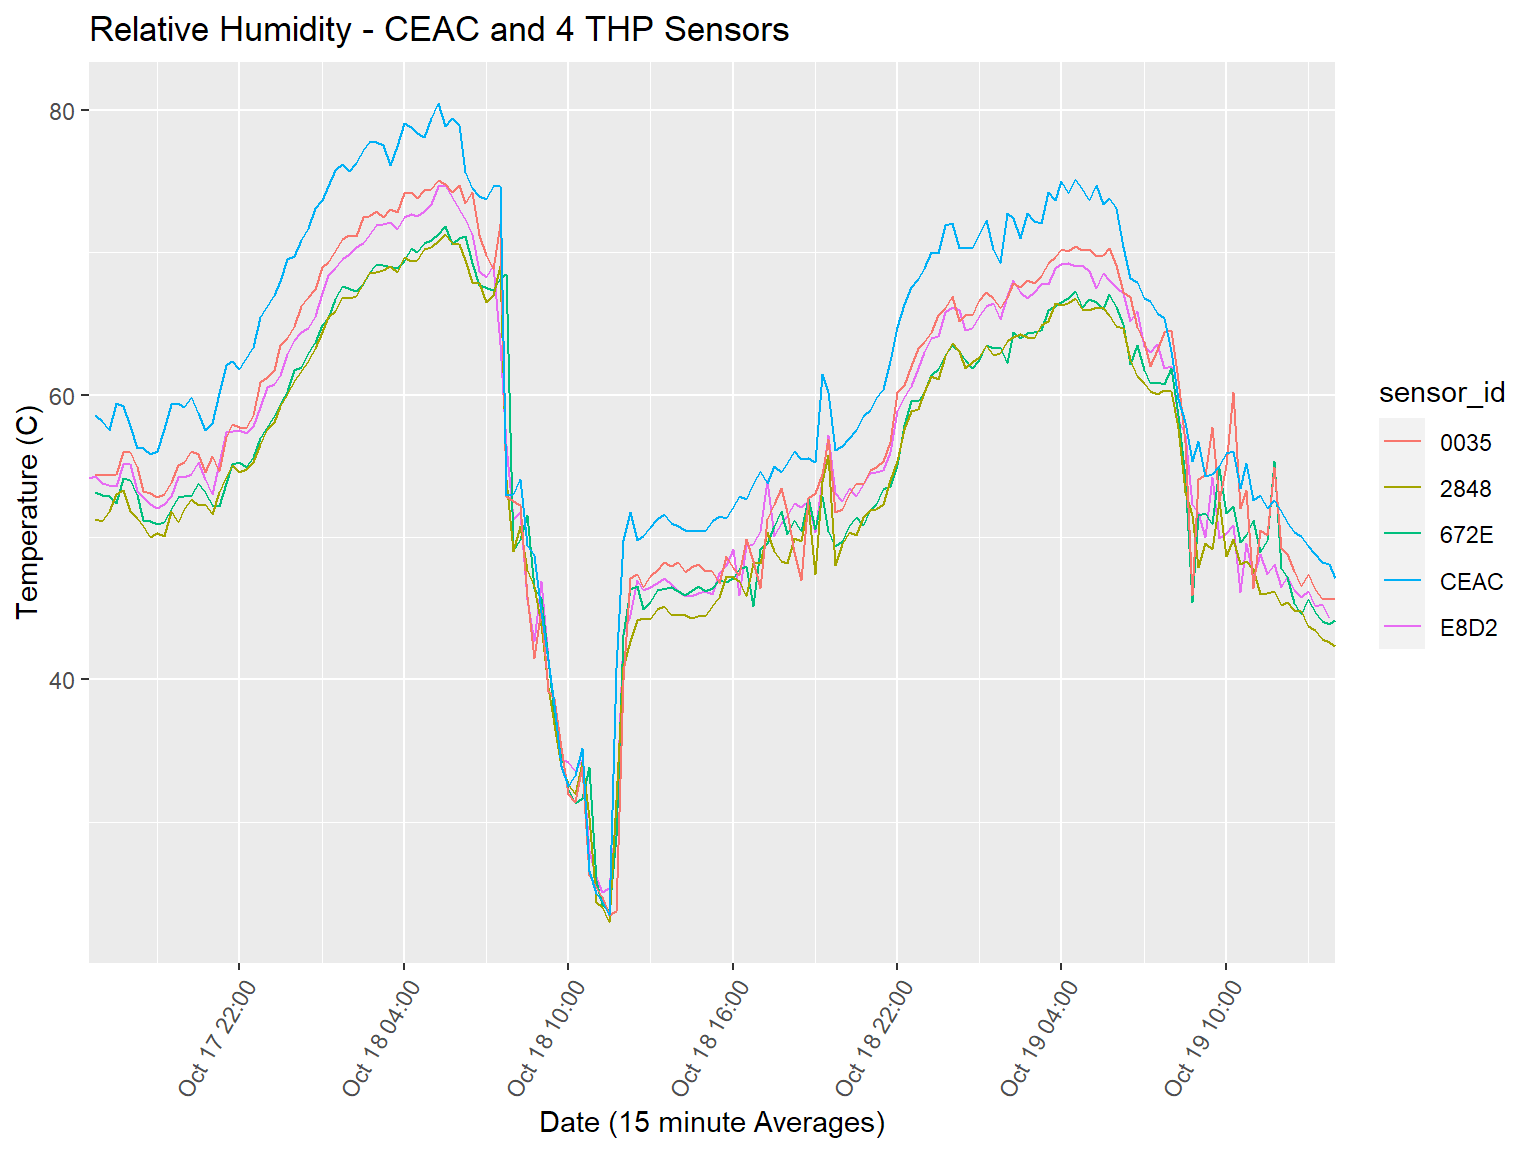 Relative Humidity - CEAC and 4 THP Sensors
Temperature (C)
80
60
40
Oct 17 22:00
Oct 18 04:00
Oct 18 10:00
Oct 18 16:00
Oct 18 22:00
Oct 19 04:00
Oct 19 10:00
Date (15 minute Averages)
sensor_id
0035
2848
672E
CEAC
E8D2